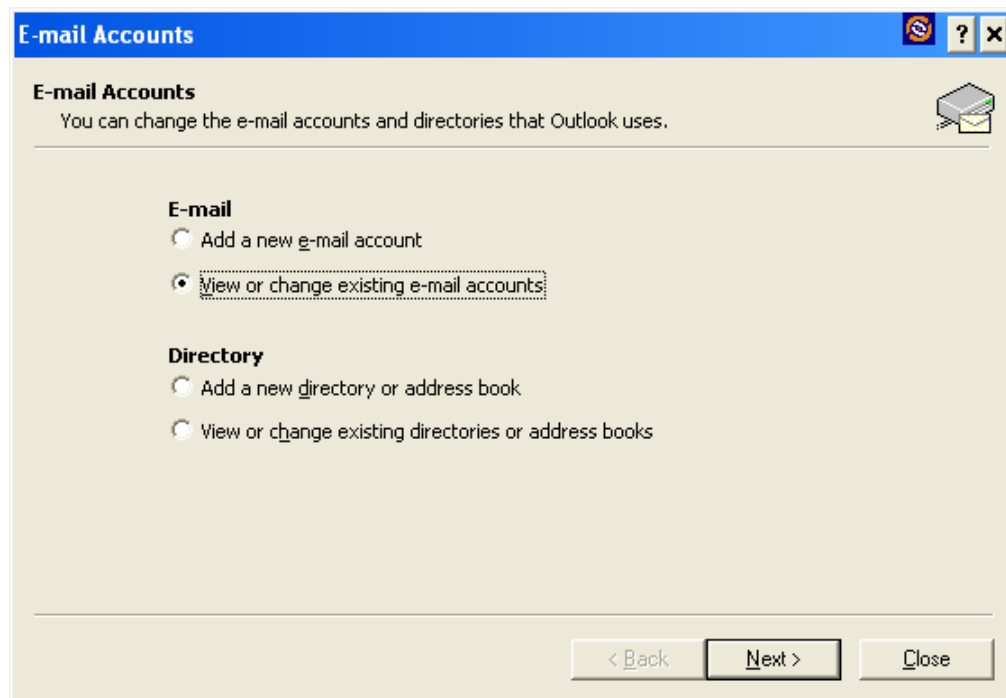 E-mail Accounts
?
E-mail Accounts
You can change the e-mail accounts and directories that Outlook uses.
E-mail
Add a new e-mail account
View or change existing e-mail accounts
Directory
Add a new directory or address book
View or change existing directories or address books
< Back
Next >
Close